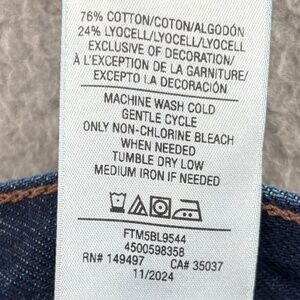 76% COTTON/COTON/ALGODÓN
24% LYOCELL/LYOCELL/LYOCELL
EXCLUSIVE OF DECORATION/
À L'EXCEPTION DE LA GARNITURE/
EXCEPTO LA DECORACIÓN
MACHINE WASH COLD
GENTLE CYCLE
ONLY NON-CHLORINE BLEACH
WHEN NEEDED
TUMBLE DRY LOW
MEDIUM IRON IF NEEDED
FTM5BL9544
4500598358
RN# 149497 CA# 35037
11/2024